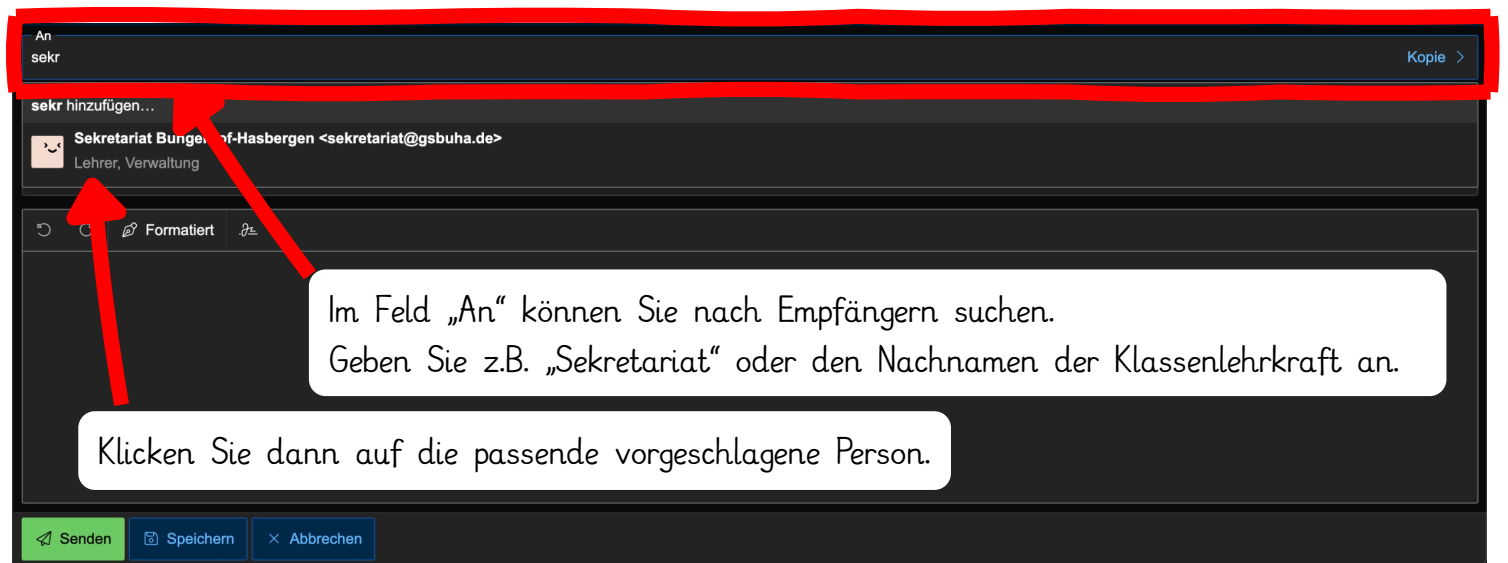 An
sekr
Kopie
sekr hinzufügen…
Sekretariat -Hasbergen <sekretariat@gsbuha.de>
Lehrer, Verwaltung
Formatiert
Im Feld „An“ können Sie nach Empfängern suchen.
Geben Sie z.B. „Sekretariat“ oder den Nachnamen der Klassenlehrkraft an.
Klicken Sie dann auf die passende vorgeschlagene Person.
Senden
Speichern
Abbrechen